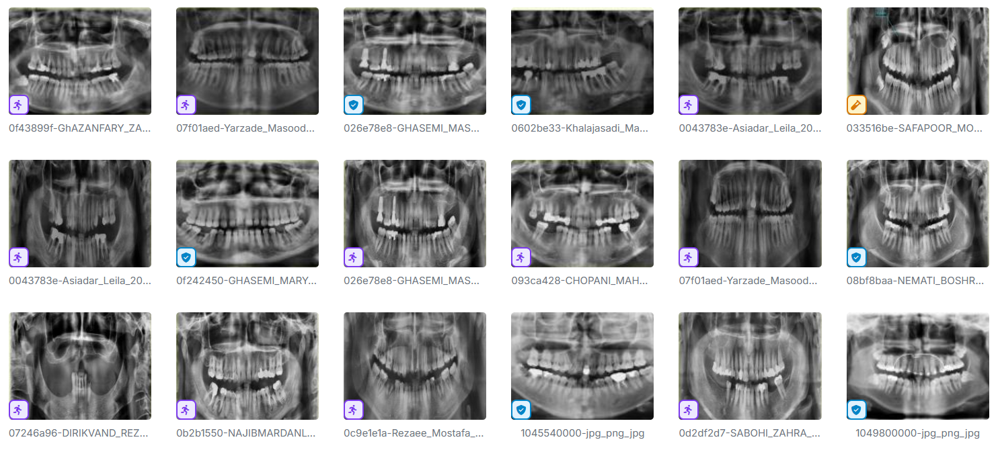 0f43899f-GhAZANFARY_ZA...
07f01aed-Yarzade_Masood...
026e78e8-GHASEMI_MAS...
0602be33-Khalajasadi_Ma...
0043783e-Asiadar_Leila_20...
033516be-SAFAPOOR_MO...
0043783e-Asiadar_Leila_20...
0f242450-GHASEMI_MARY...
026e78e8-GHASEMI_MAS...
093ca428-CHOPANI_MAH...
07f01aed-Yarzade_Masood...
08bf8baa-NEMATI_BOSHR...
07246a96-DIRIKVAND_REZ...
0b2b1550-NAJIBMARDANL...
0c9e1e1a-Rezaee_Mostafa_...
1045540000-jpg_png_jpg
0d2df2d7-SABOHI_ZAHRA_...
1049800000-jpg_png_jpg